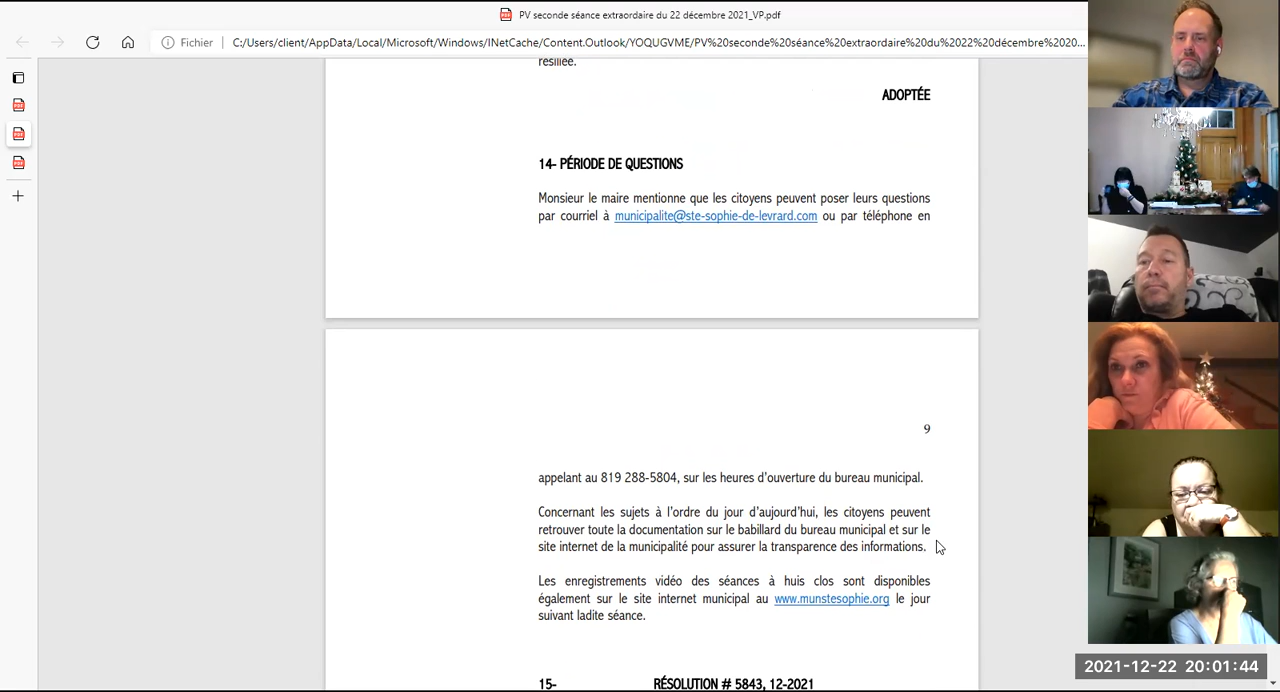 PV seconde séance extraordaire du 22 décembre 2021_VP.pdf
Fichier
C:/Users/client/AppData/Local/Microsoft/Windows/INetCache/Content.Outlook/YOQUGVME/PV%20seconde%20séance%20extraordaire%20du%2022%20décembre%2020...
résiliée.
ADOPTÉE
14- PÉRIODE DE QUESTIONS
Monsieur le maire mentionne que les citoyens peuvent poser leurs questions
par courriel à municipalite@ste-sophie-de-levrard.com ou par téléphone en
9
appelant au 819 288-5804, sur les heures d'ouverture du bureau municipal.
Concernant les sujets à l'ordre du jour d'aujourd'hui, les citoyens peuvent
retrouver toute la documentation sur le babillard du bureau municipal et sur le
site internet de la municipalité pour assurer la transparence des informations.
Les enregistrements vidéo des séances à huis clos sont disponibles
également sur le site internet municipal au www.munstesophie.org le jour
suivant ladite séance.
15- RÉSOLUTION # 5843, 12-2021
2021-12-22 20:01:44